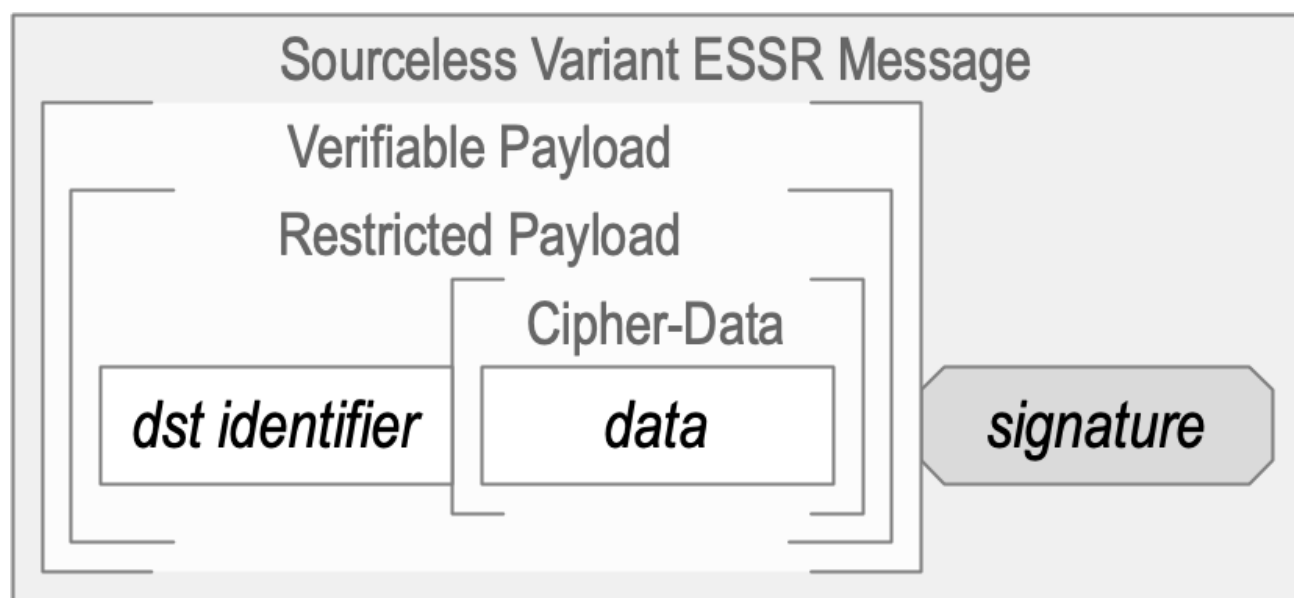 Sourceless Variant ESSR Message
Verifiable Payload
Restricted Payload
Cipher-Data
dst identifier
data
signature